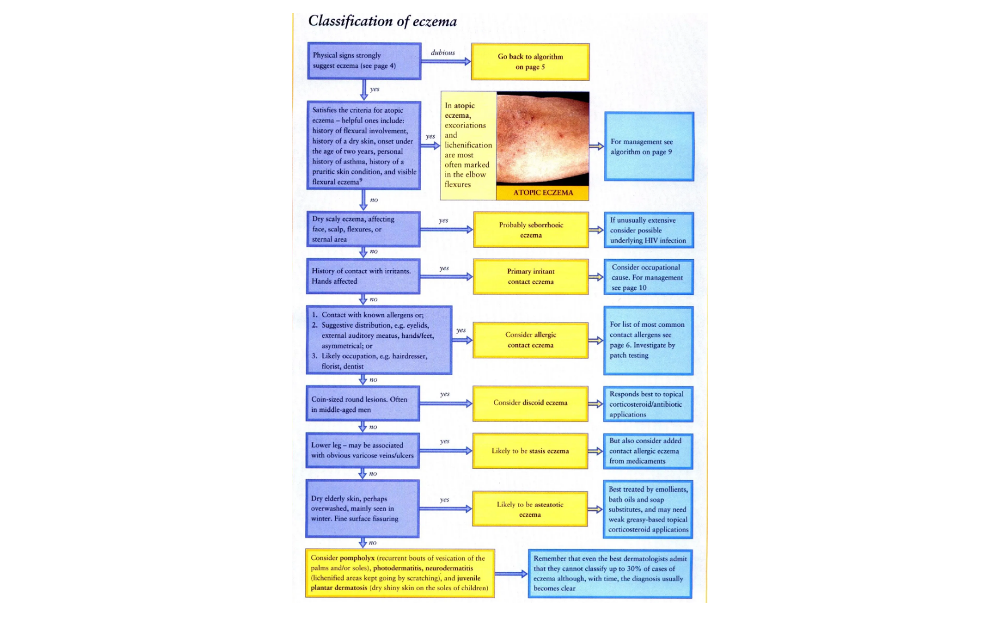 Classification of eczema
Physical signs strongly
suggest eczema (see page 4)
dubious
Go back to algorithm
on page 5
yes
Satisfies the criteria for atopic
eczema – helpful ones include:
history of flexural involvement,
history of a dry skin, onset under
the age of two years, personal
history of asthma, history of a
pruritic skin condition, and visible
flexural eczema⁹
yes
In atopic
eczema,
excoriations
and
lichenification
are most
often marked
in the elbow
flexures
ATOPIC ECZEMA
For management see
algorithm on page 9
no
Dry scaly eczema, affecting
face, scalp, flexures, or
sternal area
yes
Probably seborrhoeic
eczema
If unusually extensive
consider possible
underlying HIV infection
no
History of contact with irritants.
Hands affected
yes
Primary irritant
contact eczema
Consider occupational
cause. For management
see page 10
no
1. Contact with known allergens or;
2. Suggestive distribution, e.g. eyelids,
external auditory meatus, hands/feet,
asymmetrical; or
3. Likely occupation, e.g. hairdresser,
florist, dentist
yes
Consider allergic
contact eczema
For list of most common
contact allergens see
page 6. Investigate by
patch testing
no
Coin-sized round lesions. Often
in middle-aged men
yes
Consider discoid eczema
Responds best to topical
corticosteroid/antibiotic
applications
no
Lower leg – may be associated
with obvious varicose veins/ulcers
yes
Likely to be stasis eczema
But also consider added
contact allergic eczema
from medicaments
no
Dry elderly skin, perhaps
overwashed, mainly seen in
winter. Fine surface fissuring
yes
Likely to be asteatotic
eczema
Best treated by emollients,
bath oils and soap
substitutes, and may need
weak greasy-based topical
corticosteroid applications
no
Consider pompholyx (recurrent bouts of vesication of the
palms and/or soles), photodermatitis, neurodermatitis
(lichenified areas kept going by scratching), and juvenile
plantar dermatosis (dry shiny skin on the soles of children)
Remember that even the best dermatologists admit
that they cannot classify up to 30% of cases of
eczema although, with time, the diagnosis usually
becomes clear